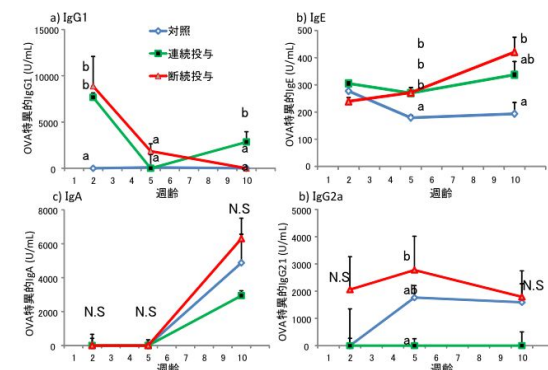 a) IgG1
15000
10000
5000
0
OVA特異的IgG1 (U/mL)
対照
連続投与
断続投与
b
b
a
a
a
b
a
a
1 2 3 4 5 6 7 8 9 10
週齢
b) IgE
500
400
300
200
100
0
OVA特異的IgE (U/mL)
b
b
b
a
b
ab
a
1 2 3 4 5 6 7 8 9 10
週齢
c) IgA
8000
6000
4000
2000
0
OVA特異的IgA (U/mL)
N.S
N.S
N.S
1 2 3 4 5 6 7 8 9 10
週齢
b) IgG2a
5000
4000
3000
2000
1000
0
OVA特異的IgG21 (U/mL)
N.S
b
ab
a
N.S
1 2 3 4 5 6 7 8 9 10
週齢